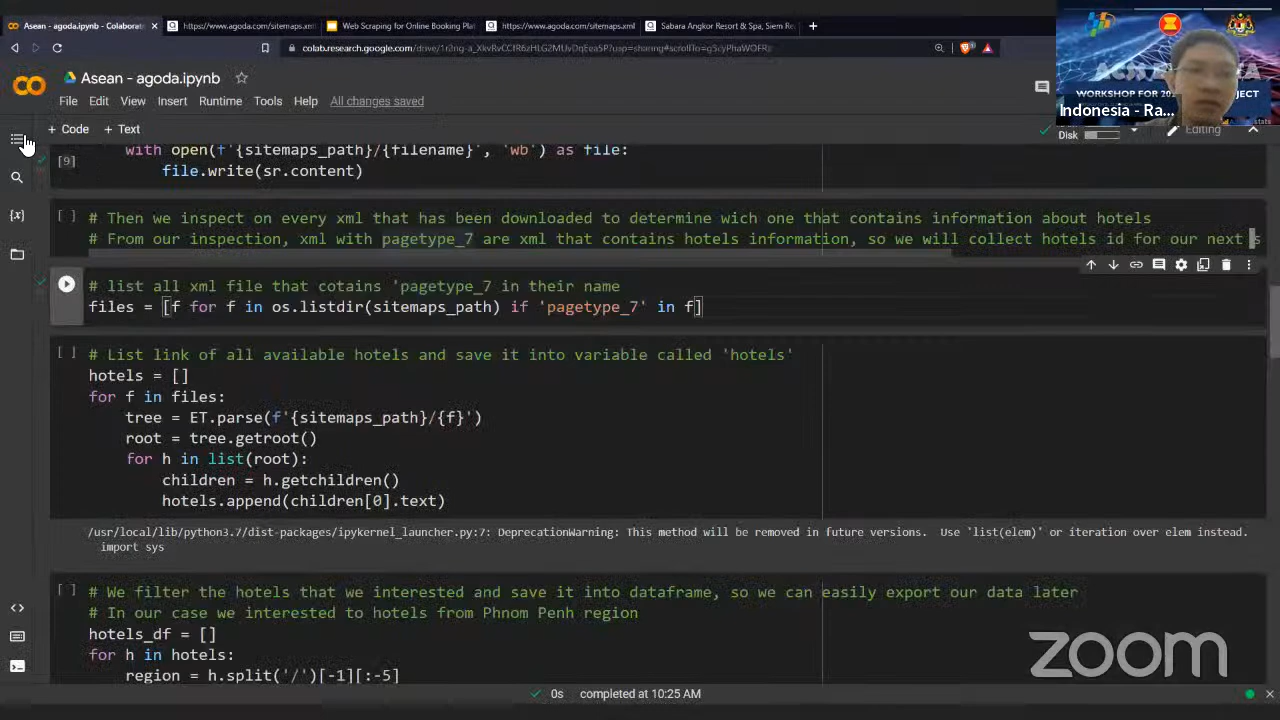 Asean - agoda.ipynb - Colaborat
https://www.agoda.com/sitemaps.xm
Web Scraping for Online Booking Pla
https://www.agoda.com/sitemaps.xml
Sabara Angkor Resort & Spa, Siem Re
Asean - agoda.ipynb
File Edit View Insert Runtime Tools Help All changes saved
WORKSHOP FOR
Indonesia - Ra...
+ Code + Text
Disk
Editing
with open(f'{sitemaps_path}/{filename}', 'wb') as file:
[9]
file.write(sr.content)
[ ] # Then we inspect on every xml that has been downloaded to determine wich one that contains information about hotels
# From our inspection, xml with pagetype_7 are xml that contains hotels information, so we will collect hotels id for our next s
# list all xml file that cotains 'pagetype_7 in their name
files = [f for f in os.listdir(sitemaps_path) if 'pagetype_7' in f]
[ ] # List link of all available hotels and save it into variable called 'hotels'
hotels = []
for f in files:
tree = ET.parse(f'{sitemaps_path}/{f}')
root = tree.getroot()
for h in list(root):
children = h.getchildren()
hotels.append(children[0].text)
/usr/local/lib/python3.7/dist-packages/ipykernel_launcher.py:7: DeprecationWarning: This method will be removed in future versions.  Use `list(elem)` or iteration over elem instead.
import sys
[ ] # We filter the hotels that we interested and save it into dataframe, so we can easily export our data later
# In our case we interested to hotels from Phnom Penh region
hotels_df = []
for h in hotels:
region = h.split('/')[-1][:-5]
zoom
0s completed at 10:25 AM